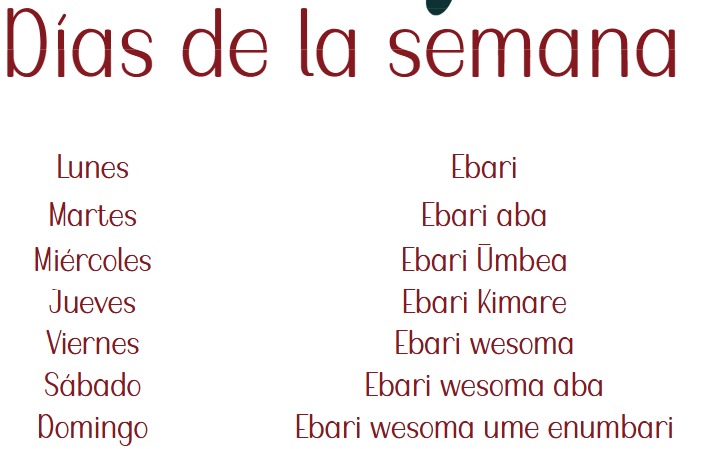 Días de la semana
Lunes Ebari
Martes Ebari aba
Miércoles Ebari Ūmbea
Jueves Ebari Kimare
Viernes Ebari wesoma
Sábado Ebari wesoma aba
Domingo Ebari wesoma ume enumbari